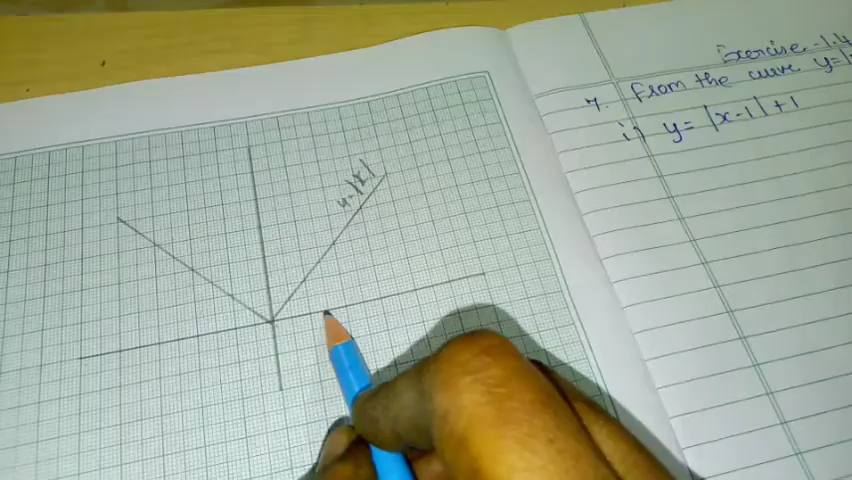 y=|x|
Exercise-1.4
7. From the curve y=|
i) y= |x-1|+1